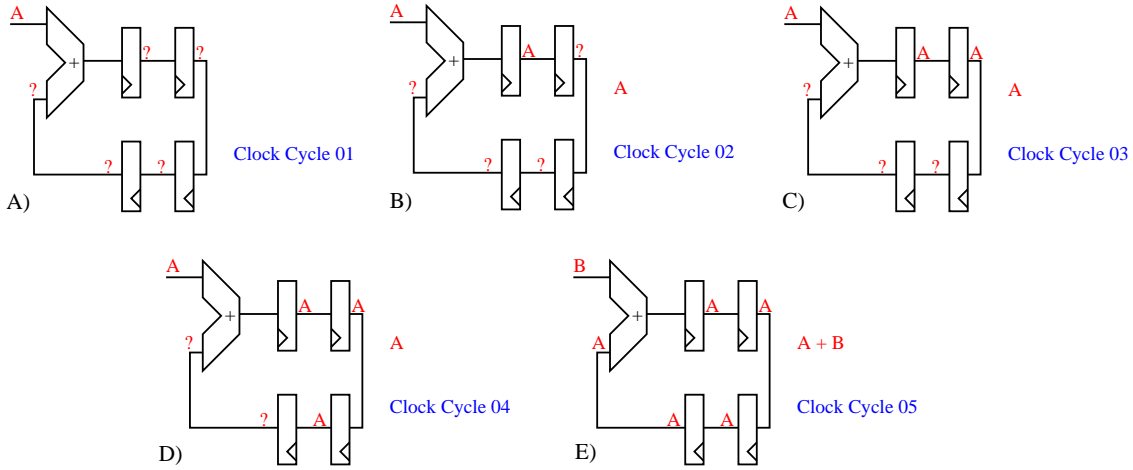 A
?
+
?
?
?
?
Clock Cycle 01
A)
A
A
?
+
?
A
?
?
Clock Cycle 02
B)
A
A
A
+
?
A
?
?
Clock Cycle 03
C)
A
A
A
+
?
A
?
A
Clock Cycle 04
D)
B
A
A
+
A
A + B
A
A
Clock Cycle 05
E)